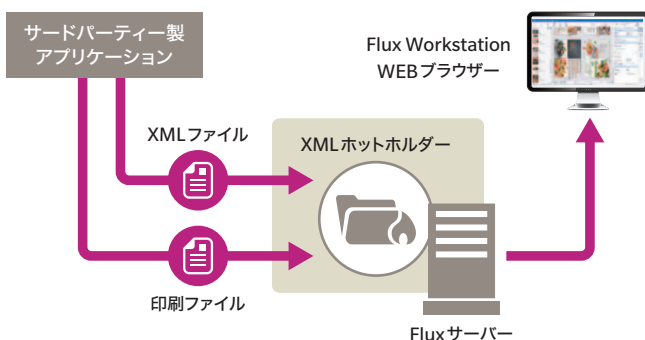 サードパーティー製
アプリケーション
Flux Workstation
WEBブラウザー
XMLファイル
XMLホットホルダー
印刷ファイル
Fluxサーバー